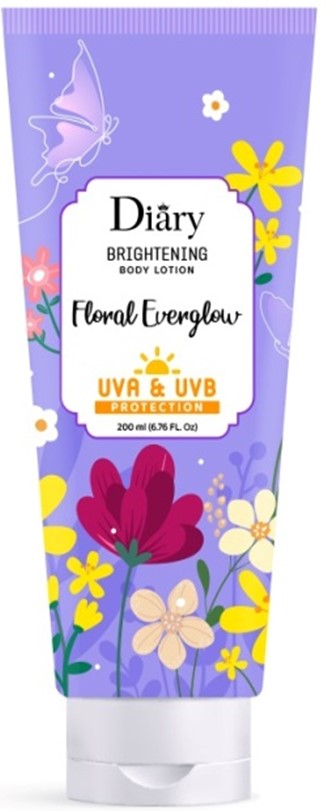 Diary
BRIGHTENING
BODY LOTION
Floral Everglow
UVA & UVB
PROTECTION
200 ml (6.76 FL. Oz)